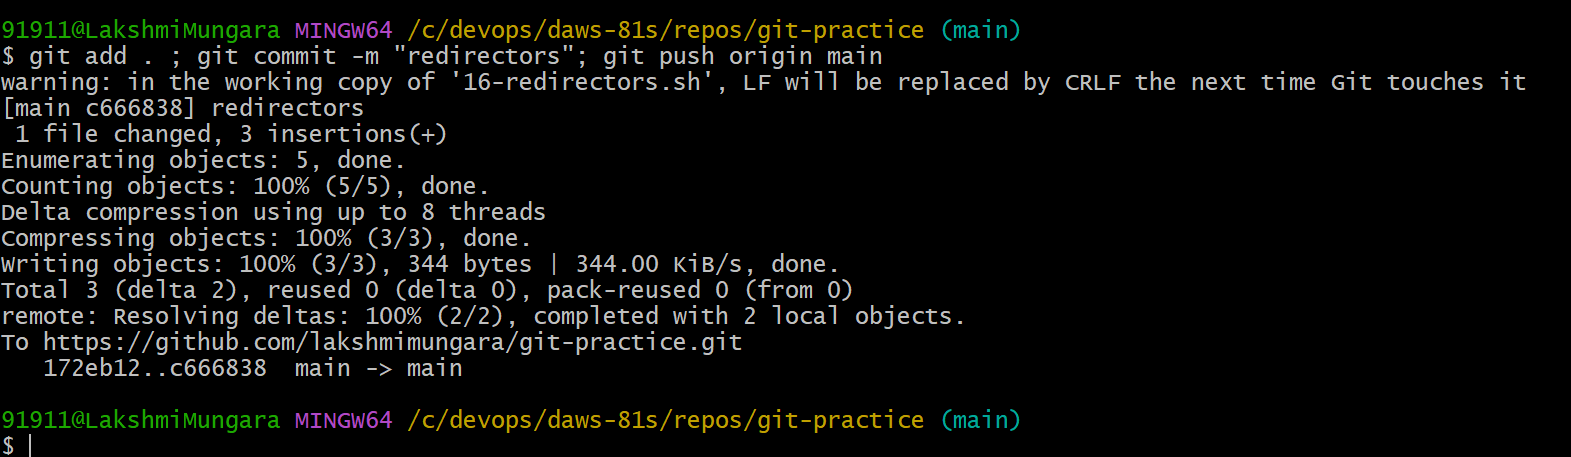 91911@LakshmiMungara MINGW64 /c/devops/daws-81s/repos/git-practice (main)
$ git add . ; git commit -m "redirectors"; git push origin main
warning: in the working copy of '16-redirectors.sh', LF will be replaced by CRLF the next time Git touches it
[main c666838] redirectors
 1 file changed, 3 insertions(+)
Enumerating objects: 5, done.
Counting objects: 100% (5/5), done.
Delta compression using up to 8 threads
Compressing objects: 100% (3/3), done.
Writing objects: 100% (3/3), 344 bytes | 344.00 KiB/s, done.
Total 3 (delta 2), reused 0 (delta 0), pack-reused 0 (from 0)
remote: Resolving deltas: 100% (2/2), completed with 2 local objects.
To https://github.com/lakshmimungara/git-practice.git
   172eb12..c666838  main -> main
91911@LakshmiMungara MINGW64 /c/devops/daws-81s/repos/git-practice (main)
$